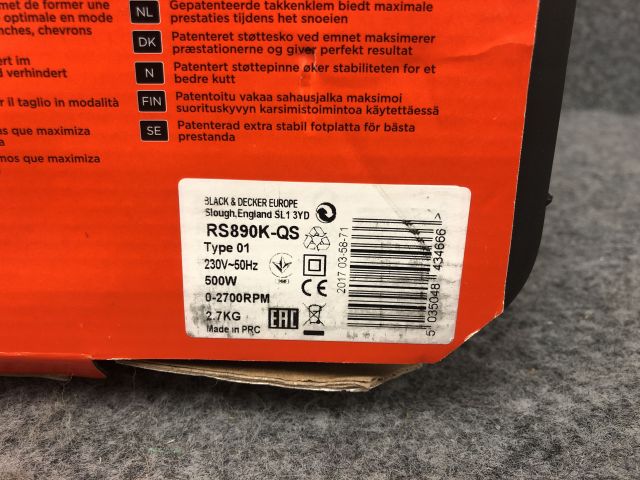 met de former une
optimale en mode
nches, chevrons
ert im
d verhindert
r il taglio in modalità
as que maximiza
mos que maximiza
NL Gepatenteerde takkenklem biedt maximale
prestaties tijdens het snoeien
DK Patenteret støttesko ved emnet maksimerer
præstationerne og giver perfekt resultat
N Patentert støttepinne øker stabiliteten for et
bedre kutt
FIN Patentoitu vakaa sahausjalka maksimoi
suorituskyvyn karsimistoimintoa käytettäessä
SE Patenterad extra stabil fotplatta för bästa
prestanda
BLACK & DECKER EUROPE
Slough,England SL1 3YD
RS890K-QS
Type 01
230V~50Hz
500W
0-2700RPM
2.7KG
Made in PRC
CE
EAC
2017 03-58-71
5 035048 434666 >